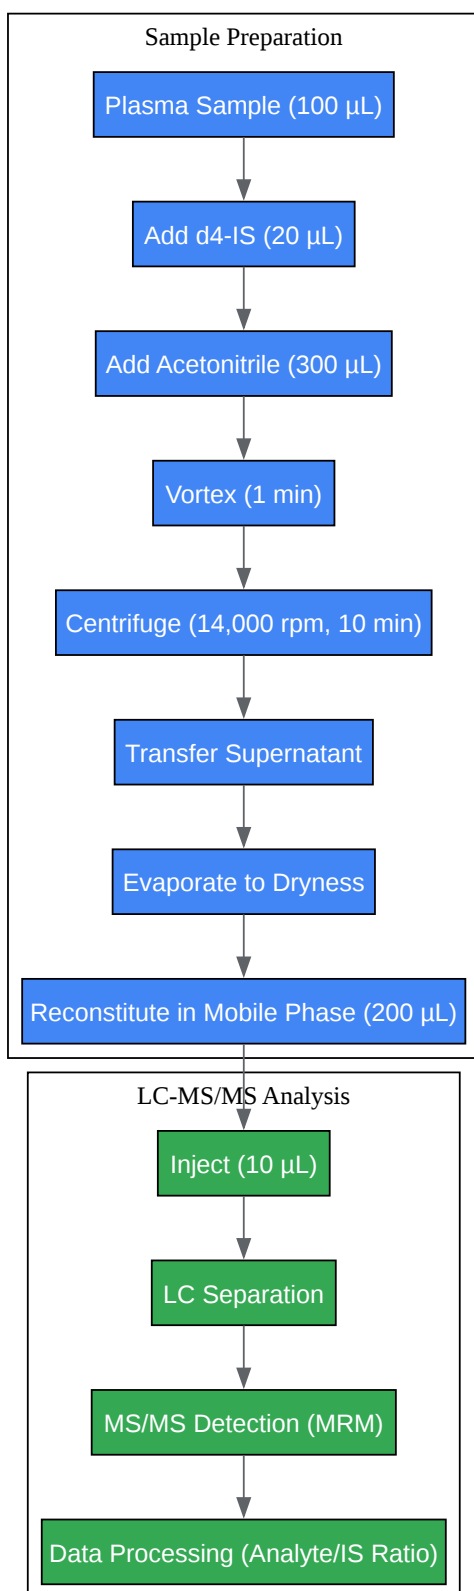 Sample Preparation
Plasma Sample (100 µL)
Add d4-IS (20 µL)
Add Acetonitrile (300 µL)
Vortex (1 min)
Centrifuge (14,000 rpm, 10 min)
Transfer Supernatant
Evaporate to Dryness
Reconstitute in Mobile Phase (200 µL)
LC-MS/MS Analysis
Inject (10 µL)
LC Separation
MS/MS Detection (MRM)
Data Processing (Analyte/IS Ratio)